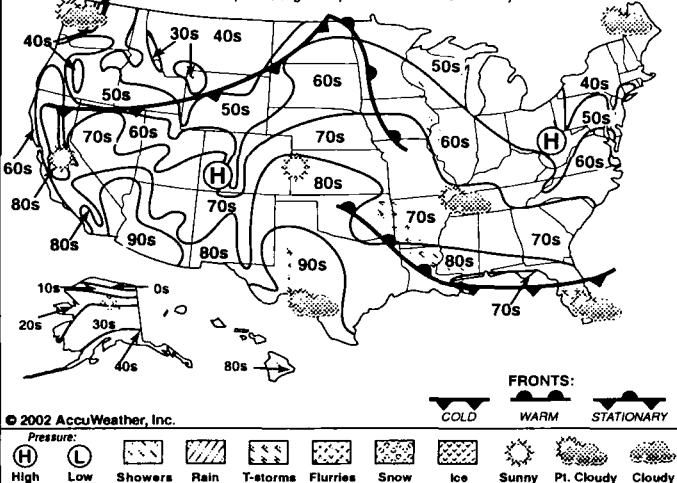 40s
30s
40s
50s
40s
50s
60s
50s
50s
70s
60s
70s
60s
50s
60s
H
H
60s
80s
80s
70s
70s
80s
90s
80s
90s
80s
70s
70s
10s
0s
20s
30s
40s
80s
FRONTS:
COLD WARM STATIONARY
© 2002 AccuWeather, Inc.
Pressure:
H L
High Low Showers Rain T-storms Flurries Snow Ice Sunny Pt. Cloudy Cloudy